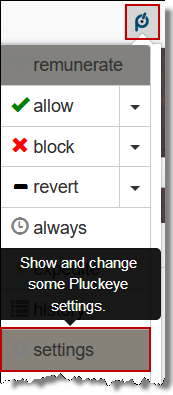 remunerate
allow
block
revert
always
Show and change
some Pluckeye
settings.
settings